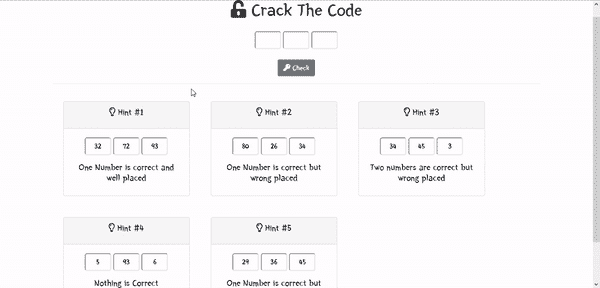 Crack The Code
Check
Hint #1
Hint #2
Hint #3
32 72 93
80 26 34
34 45 3
One Number is correct and
well placed
One Number is correct but
wrong placed
Two numbers are correct but
wrong placed
Hint #4
Hint #5
5 93 6
29 36 45
Nothing is Correct
One Number is correct but